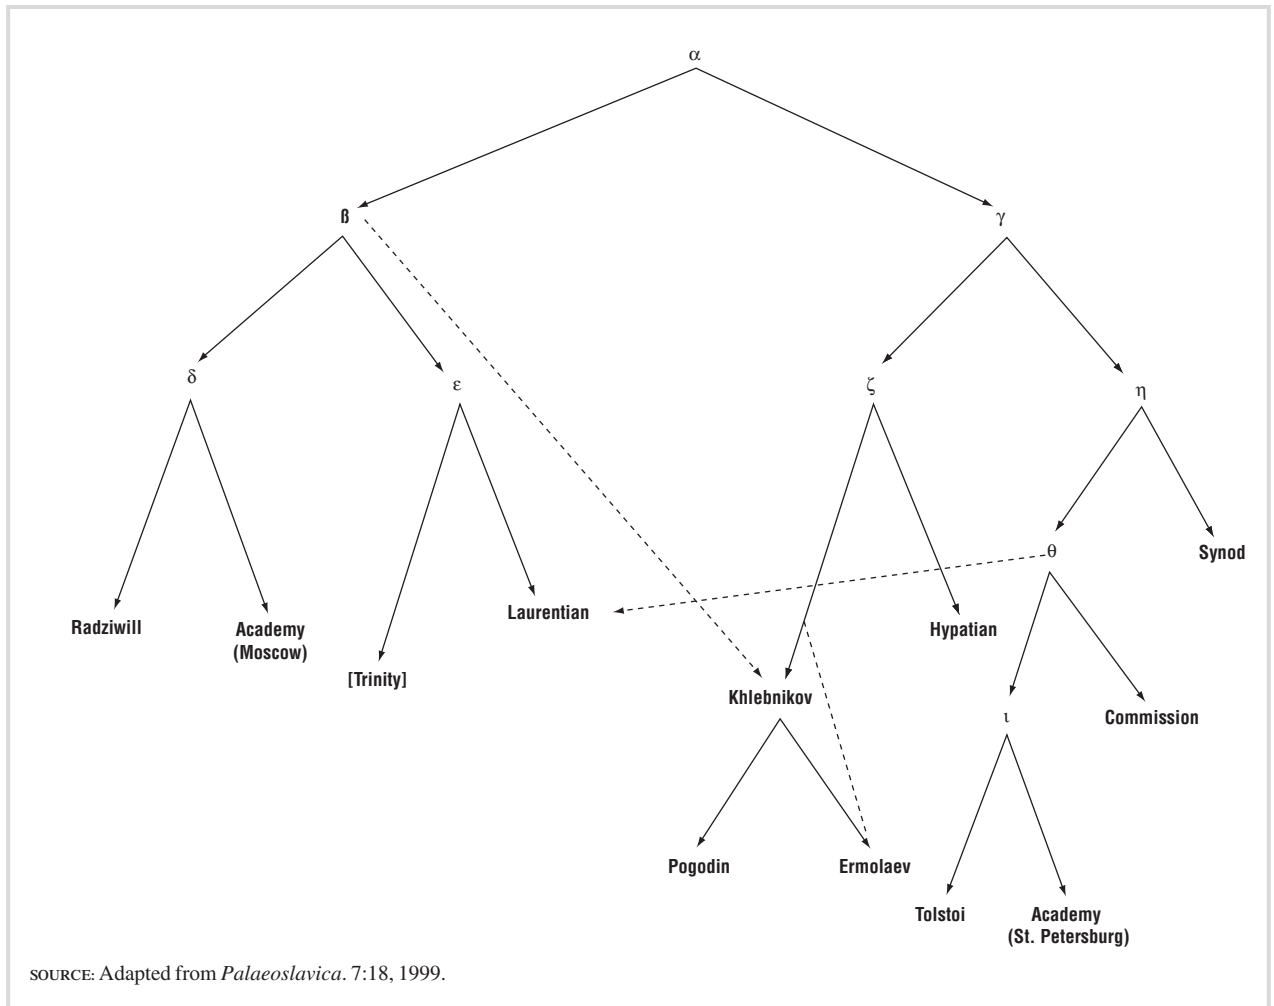 α
ß
γ
δ
ε
ζ
η
θ
Synod
Radziwill
Academy
(Moscow)
Laurentian
Hypatian
[Trinity]
Khlebnikov
ι
Commission
Pogodin
Ermolaev
Tolstoi
Academy
(St. Petersburg)
SOURCE: Adapted from Palaeoslavica. 7:18, 1999.